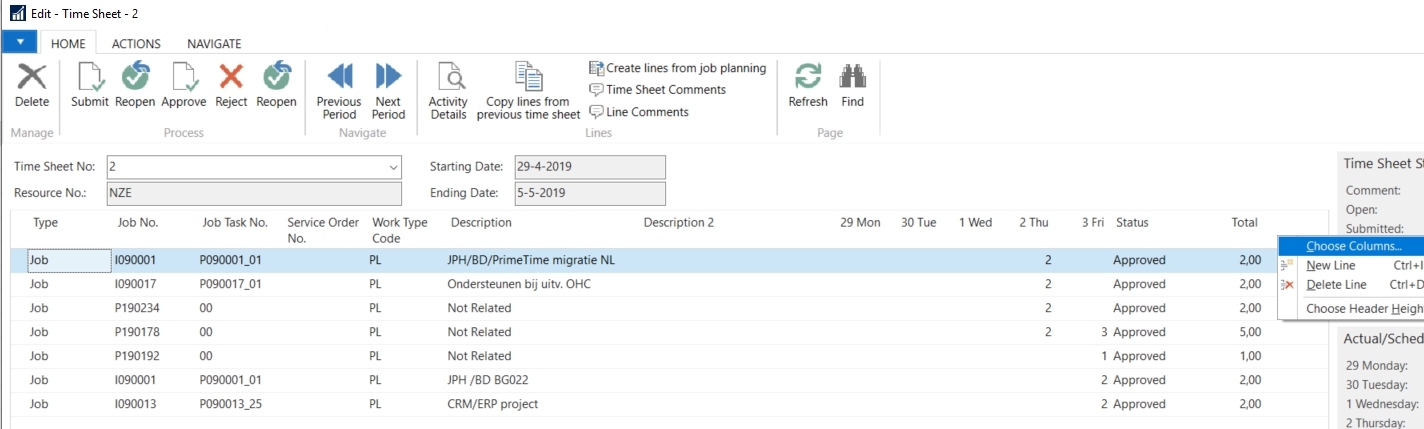 Edit - Time Sheet - 2
HOME ACTIONS NAVIGATE
Delete Submit Reopen Approve Reject Reopen Previous Period Next Period Activity Details Copy lines from previous time sheet Create lines from job planning Time Sheet Comments Line Comments Refresh Find
Manage Process Navigate Lines Page
Time Sheet No: 2 Starting Date: 29-4-2019
Resource No.: NZE Ending Date: 5-5-2019
Type Job No. Job Task No. Service Order No. Work Type Code Description Description 2 29 Mon 30 Tue 1 Wed 2 Thu 3 Fri Status Total
Job I090001 P090001_01 PL JPH/BD/PrimeTime migratie NL 2 Approved 2,00
Job I090017 P090017_01 PL Ondersteunen bij uitv. OHC 2 Approved 2,00
Job P190234 00 PL Not Related 2 Approved 2,00
Job P190178 00 PL Not Related 2 3 Approved 5,00
Job P190192 00 PL Not Related 1 Approved 1,00
Job I090001 P090001_01 PL JPH /BD BG022 2 Approved 2,00
Job I090013 P090013_25 PL CRM/ERP project 2 Approved 2,00
Choose Columns...
New Line Ctrl+I
Delete Line Ctrl+D
Choose Header Heigh
Time Sheet St
Comment:
Open:
Submitted:
Actual/Sched
29 Monday:
30 Tuesday:
1 Wednesday:
2 Thursday: